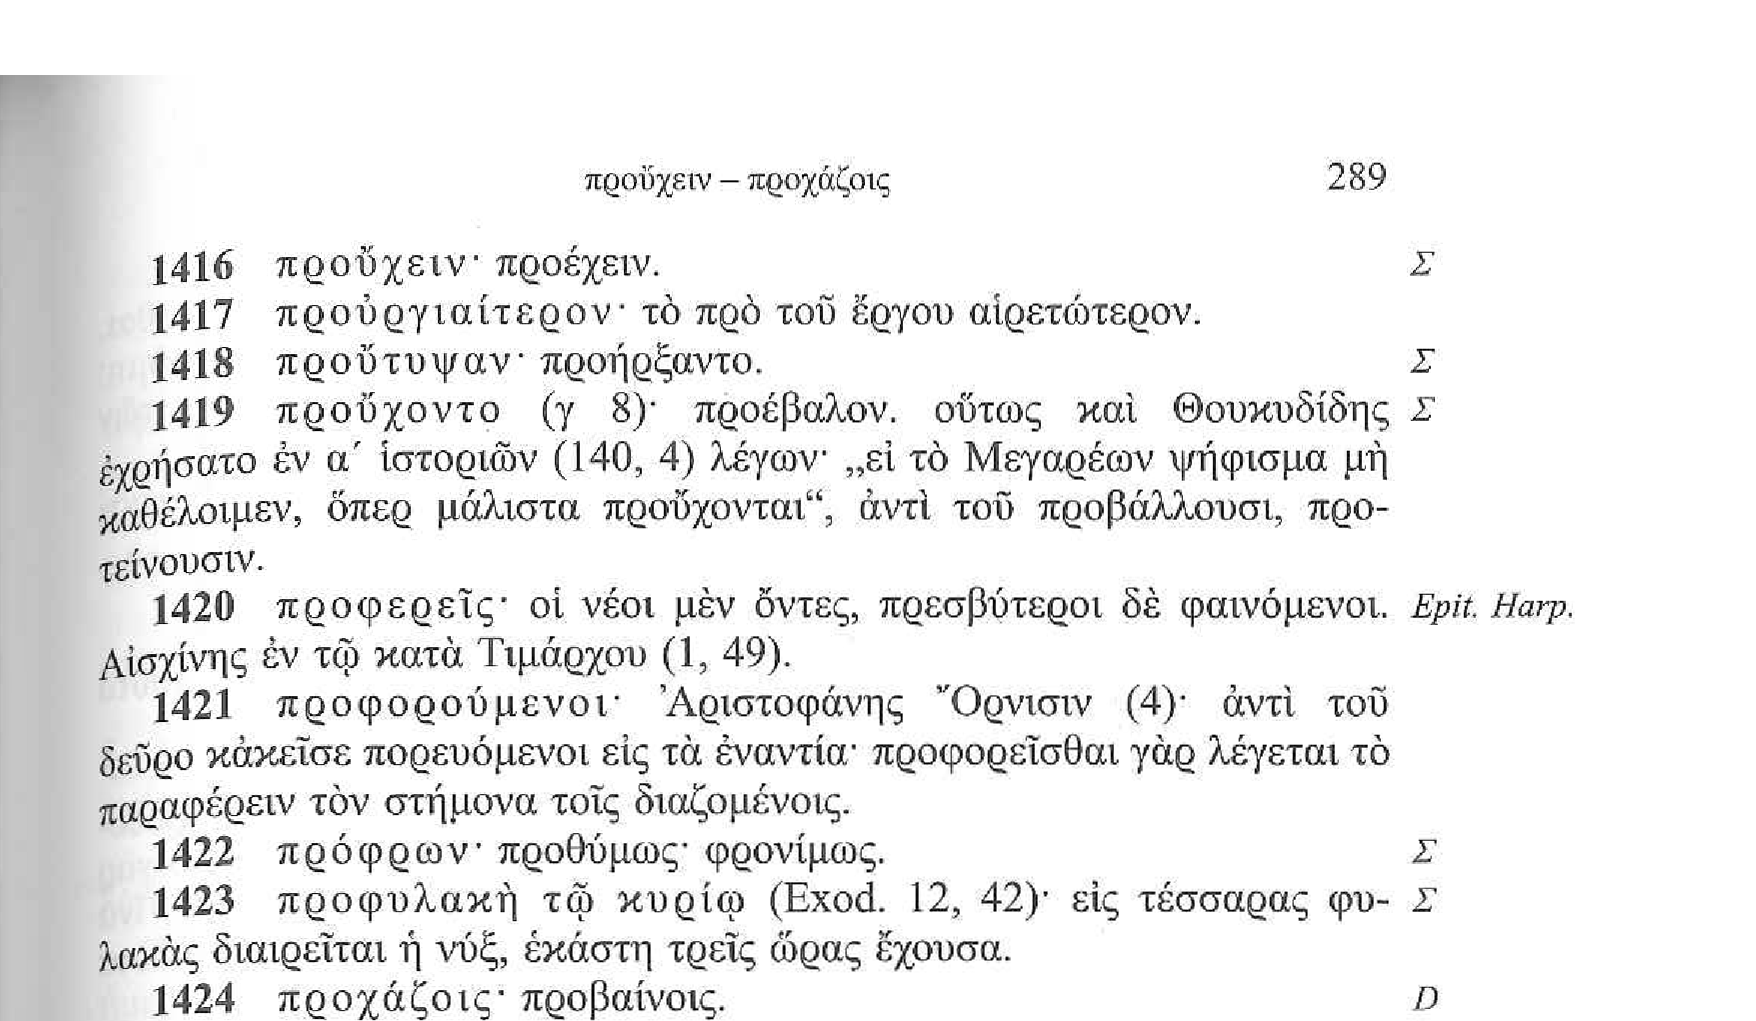 προὔχειν – προχάζοις 289
1416 προὔχειν· προέχειν. Σ
1417 προὐργιαίτερον· τὸ πρὸ τοῦ ἔργου αἱρετώτερον.
1418 προὔτυψαν· προήρξαντο. Σ
1419 προὔχοντο (γ 8)· προέβαλον. οὕτως καὶ Θουκυδίδης Σ
ἐχρήσατο ἐν α΄ ἱστοριῶν (140, 4) λέγων· „εἰ τὸ Μεγαρέων ψήφισμα μὴ
καθέλοιμεν, ὅπερ μάλιστα προὔχονται“, ἀντὶ τοῦ προβάλλουσι, προ-
τείνουσιν.
1420 προφερεῖς· οἱ νέοι μὲν ὄντες, πρεσβύτεροι δὲ φαινόμενοι. Epit. Harp.
Αἰσχίνης ἐν τῷ κατὰ Τιμάρχου (1, 49).
1421 προφορούμενοι· Ἀριστοφάνης Ὄρνισιν (4)· ἀντὶ τοῦ
δεῦρο κἀκεῖσε πορευόμενοι εἰς τὰ ἐναντία· προφορεῖσθαι γὰρ λέγεται τὸ
παραφέρειν τὸν στήμονα τοῖς διαζομένοις.
1422 πρόφρων· προθύμως· φρονίμως. Σ
1423 προφυλακὴ τῷ κυρίῳ (Exod. 12, 42)· εἰς τέσσαρας φυ- Σ
λακὰς διαιρεῖται ἡ νύξ, ἑκάστη τρεῖς ὥρας ἔχουσα.
1424 προχάζοις· προβαίνοις. D